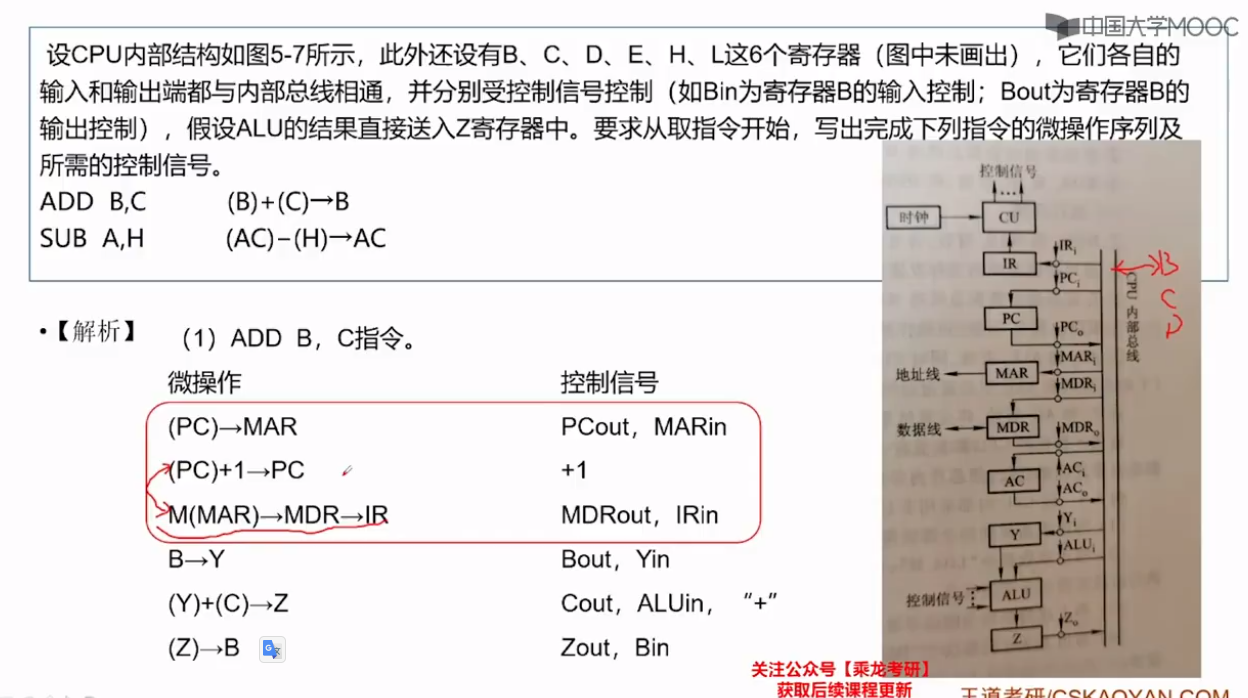 中国大学MOOC
设CPU内部结构如图5-7所示，此外还设有B、C、D、E、H、L这6个寄存器（图中未画出），它们各自的
输入和输出端都与内部总线相通，并分别受控制信号控制（如Bin为寄存器B的输入控制；Bout为寄存器B的
输出控制），假设ALU的结果直接送入Z寄存器中。要求从取指令开始，写出完成下列指令的微操作序列及
所需的控制信号。
ADD B,C (B)+(C)→B
SUB A,H (AC)−(H)→AC
•【解析】 （1）ADD B，C指令。
微操作 控制信号
(PC)→MAR PCout，MARin
(PC)+1→PC +1
M(MAR)→MDR→IR MDRout，IRin
B→Y Bout，Yin
(Y)+(C)→Z Cout，ALUin，“+”
(Z)→B Zout，Bin
控制信号
…
时钟
CU
IRi
IR
PCi
PC
PCo
MARi
地址线
MAR
MDRi
数据线
MDR
MDRo
ACi
AC
ACo
Yi
Y
ALUi
控制信号
ALU
Zo
Z
CPU内部总线
B
C
D
关注公众号【乘龙考研】
获取后续课程更新
王道考研/CSKAOYAN.COM